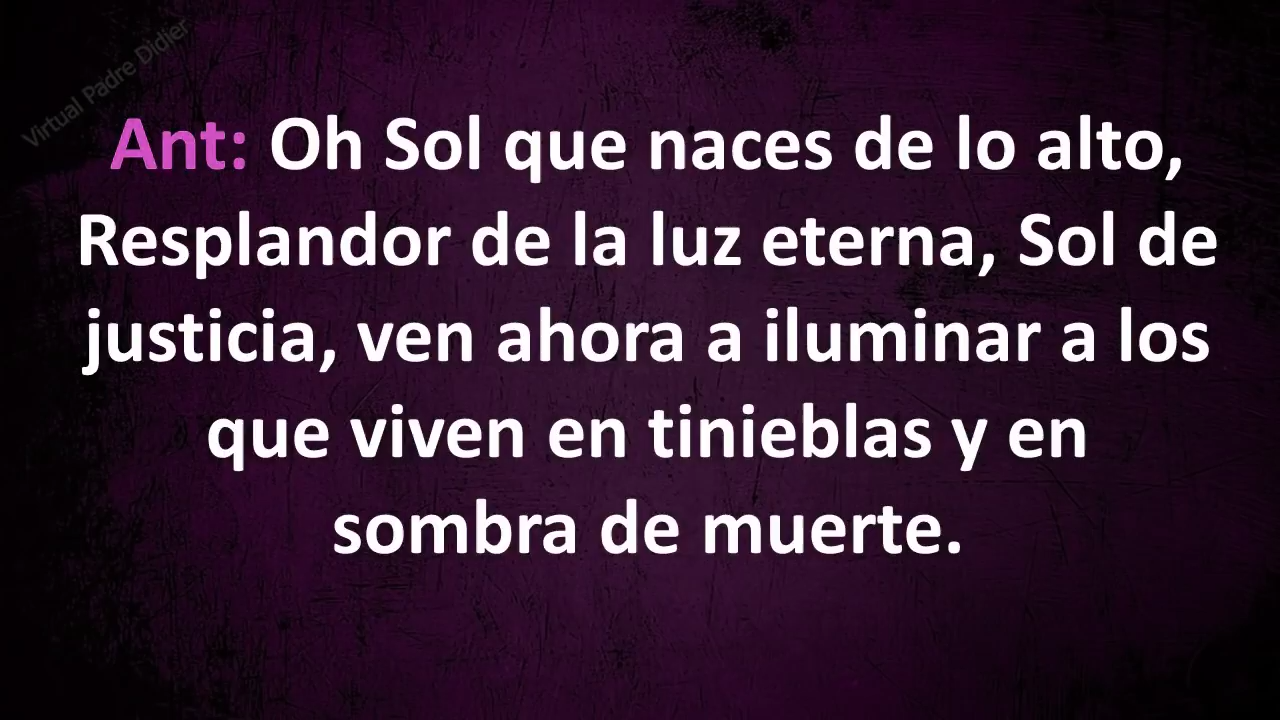 Virtual Padre Didier
Ant: Oh Sol que naces de lo alto,
Resplandor de la luz eterna, Sol de
justicia, ven ahora a iluminar a los
que viven en tinieblas y en
sombra de muerte.